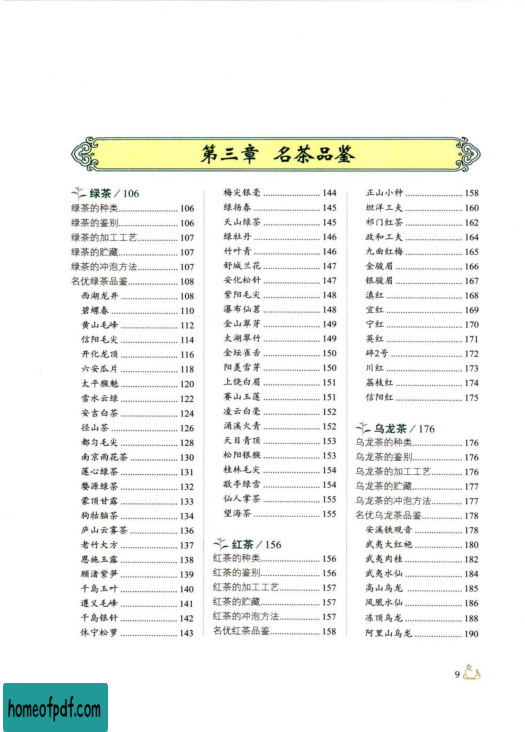 第三章 名茶品鉴
绿茶/106
绿茶的种类 106
绿茶的鉴别 106
绿茶的加工工艺 107
绿茶的贮藏 107
绿茶的冲泡方法 107
名优绿茶品鉴 108
西湖龙井 108
碧螺春 110
黄山毛峰 112
信阳毛尖 114
开化龙顶 116
六安瓜片 118
太平猴魁 120
雪水云绿 122
安吉白茶 124
径山茶 126
都匀毛尖 128
南京雨花茶 130
莲心绿茶 131
婺源绿茶 132
蒙顶甘露 133
狗牯脑茶 134
庐山云雾茶 136
老竹大方 137
恩施玉露 138
顾渚紫笋 139
千岛玉叶 140
遵义毛峰 141
千岛银针 142
休宁松萝 143
梅尖银毫 144
绿扬春 145
天山绿茶 145
绿牡丹 146
竹叶青 146
舒城兰花 147
安化松针 147
紫阳毛尖 148
瀑布仙茗 148
金山翠芽 149
太湖翠竹 149
金坛雀舌 150
阳羡雪芽 150
上饶白眉 151
赛山玉莲 151
凌云白毫 152
涌溪火青 152
天目青顶 153
松阳银猴 153
桂林毛尖 154
敬亭绿雪 154
仙人掌茶 155
望海茶 155
红茶/156
红茶的种类 156
红茶的鉴别 156
红茶的加工工艺 157
红茶的贮藏 157
红茶的冲泡方法 157
名优红茶品鉴 158
正山小种 158
坦洋工夫 160
祁门红茶 162
政和工夫 164
九曲红梅 165
金骏眉 166
银骏眉 167
滇红 168
宜红 169
宁红 170
英红 171
碎2号 172
川红 173
荔枝红 174
信阳红 175
乌龙茶/176
乌龙茶的种类 176
乌龙茶的鉴别 176
乌龙茶的加工工艺 176
乌龙茶的贮藏 177
乌龙茶的冲泡方法 177
名优乌龙茶品鉴 178
安溪铁观音 178
武夷大红袍 180
武夷肉桂 182
武夷水仙 184
高山乌龙 185
凤凰水仙 186
冻顶乌龙 188
阿里山乌龙 190
9
homeofpdf.com